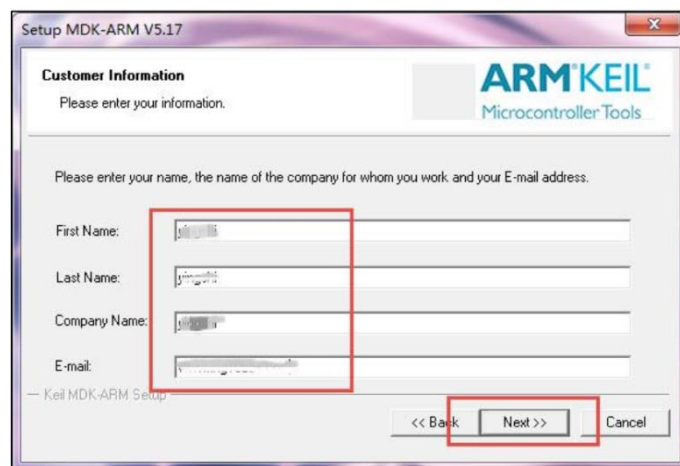 Setup MDK-ARM V5.17
Customer Information
Please enter your information.
ARM KEIL
Microcontroller Tools
Please enter your name, the name of the company for whom you work and your E-mail address.
First Name:
Last Name:
Company Name:
E-mail:
Keil MDK-ARM Setup
<< Back
Next >>
Cancel